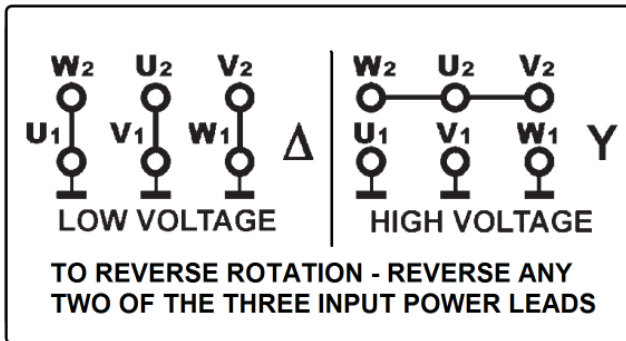 W2 U2 V2 W2 U2 V2
U1 V1 W1 Δ U1 V1 W1 Y
LOW VOLTAGE HIGH VOLTAGE
TO REVERSE ROTATION - REVERSE ANY
TWO OF THE THREE INPUT POWER LEADS